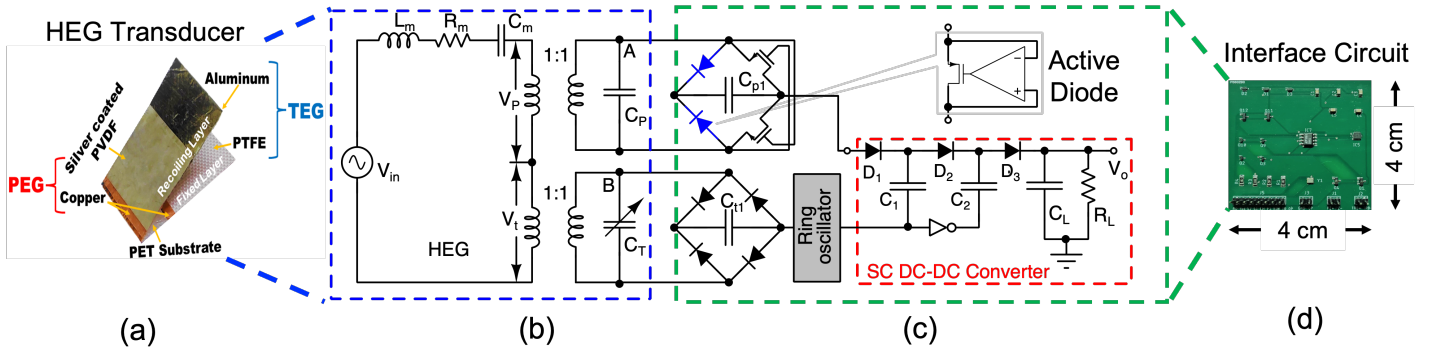 HEG Transducer
Silver coated
PVDF
Aluminum
TEG
PTFE
Recoiling Layer
Fixed Layer
PEG
Copper
PET Substrate
(a)
Lm
Rm
Cm
Vin
VP
Vt
HEG
1:1
A
CP
1:1
B
CT
(b)
Cp1
Ct1
Active
Diode
-
+
Ring
oscillator
D1
D2
D3
Vo
C1
C2
CL
RL
SC DC-DC Converter
(c)
Interface Circuit
4 cm
4 cm
(d)